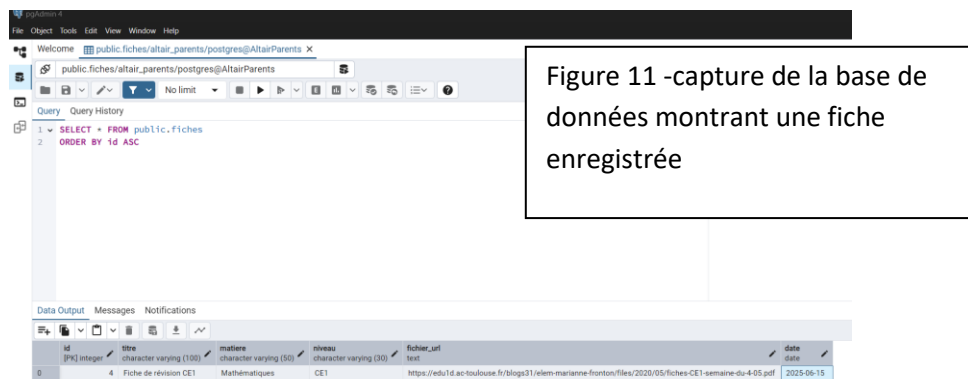 pgAdmin 4
File Object Tools Edit View Window Help
Welcome public.fiches/altair_parents/postgres@AltairParents X
public.fiches/altair_parents/postgres@AltairParents
No limit
Query Query History
1 SELECT * FROM public.fiches
2 ORDER BY id ASC
Figure 11 -capture de la base de
données montrant une fiche
enregistrée
Data Output Messages Notifications
id titre matiere niveau fichier_url date
[PK] integer character varying (100) character varying (50) character varying (30) text date
0 4 Fiche de révision CE1 Mathématiques CE1 https://edu1d.ac-toulouse.fr/blogs31/elem-marianne-fronton/files/2020/05/fiches-CE1-semaine-du-4-05.pdf 2025-06-15